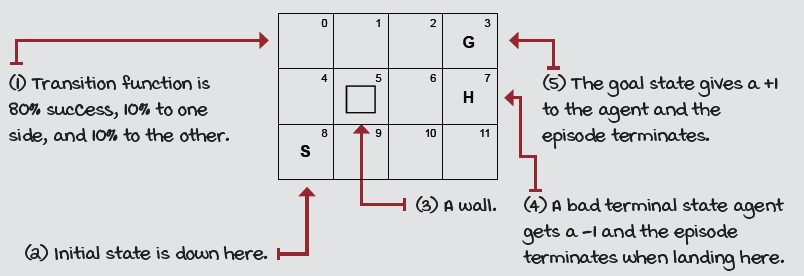 0 1 2 3
G
(1) Transition function is
80% success, 10% to one
side, and 10% to the other.
4 5 6 7
H
(5) The goal state gives a +1
to the agent and the
episode terminates.
8 9 10 11
S
(3) A wall.
(4) A bad terminal state agent
gets a -1 and the episode
terminates when landing here.
(2) Initial state is down here.